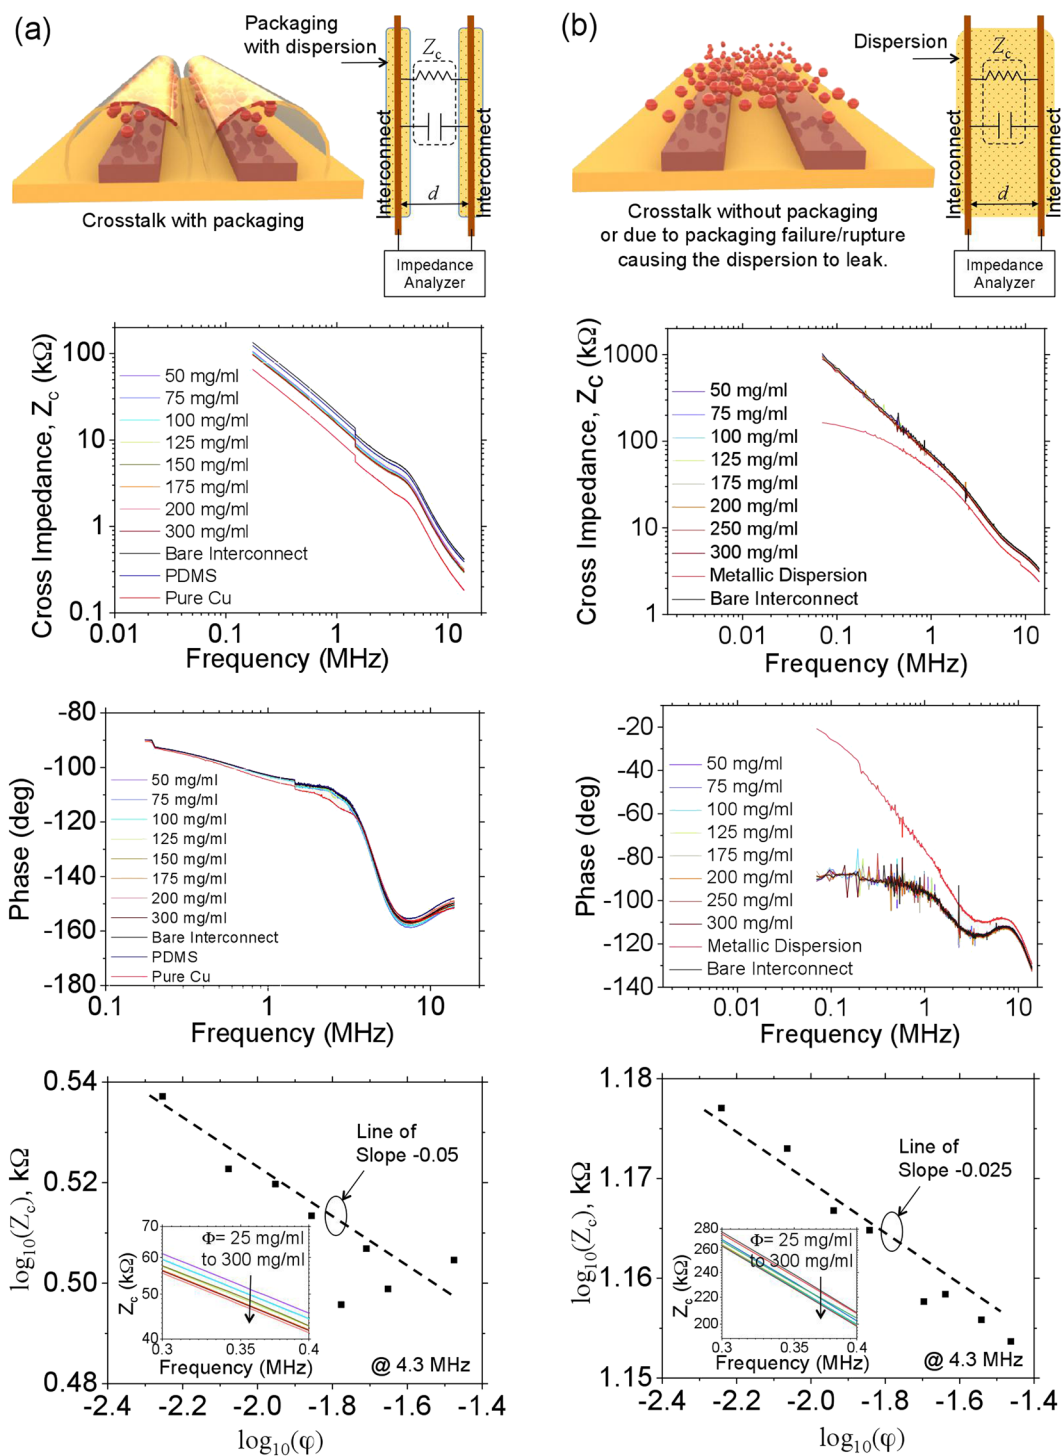 (a)
Packaging
with dispersion
Zc
Interconnect
Interconnect
d
Crosstalk with packaging
Impedance
Analyzer
(b)
Dispersion
Zc
Interconnect
Interconnect
d
Crosstalk without packaging
or due to packaging failure/rupture
causing the dispersion to leak.
Impedance
Analyzer
Cross Impedance, Zc (kΩ)
100
10
1
0.1
50 mg/ml
75 mg/ml
100 mg/ml
125 mg/ml
150 mg/ml
175 mg/ml
200 mg/ml
300 mg/ml
Bare Interconnect
PDMS
Pure Cu
0.01 0.1 1 10
Frequency (MHz)
Cross Impedance, ZC (kΩ)
1000
100
10
1
50 mg/ml
75 mg/ml
100 mg/ml
125 mg/ml
175 mg/ml
200 mg/ml
250 mg/ml
300 mg/ml
Metallic Dispersion
Bare Interconnect
0.01 0.1 1 10
Frequency (MHz)
Phase (deg)
-80
-100
-120
-140
-160
-180
50 mg/ml
75 mg/ml
100 mg/ml
125 mg/ml
150 mg/ml
175 mg/ml
200 mg/ml
300 mg/ml
Bare Interconnect
PDMS
Pure Cu
0.1 1 10
Frequency (MHz)
Phase (deg)
-20
-40
-60
-80
-100
-120
-140
50 mg/ml
75 mg/ml
100 mg/ml
125 mg/ml
175 mg/ml
200 mg/ml
250 mg/ml
300 mg/ml
Metallic Dispersion
Bare Interconnect
0.01 0.1 1 10
Frequency (MHz)
log10(Zc), kΩ
0.54
0.52
0.50
0.48
Line of
Slope -0.05
Zc (kΩ)
70
60
50
40
Φ= 25 mg/ml
to 300 mg/ml
0.3 0.35 0.4
Frequency (MHz)
@ 4.3 MHz
-2.4 -2.2 -2.0 -1.8 -1.6 -1.4
log10(φ)
log10(Zc), kΩ
1.18
1.17
1.16
1.15
Line of
Slope -0.025
Zc (kΩ)
280
260
240
220
200
Φ= 25 mg/ml
to 300 mg/ml
0.3 0.35 0.4
Frequency (MHz)
@ 4.3 MHz
-2.4 -2.2 -2.0 -1.8 -1.6 -1.4
log10(φ)